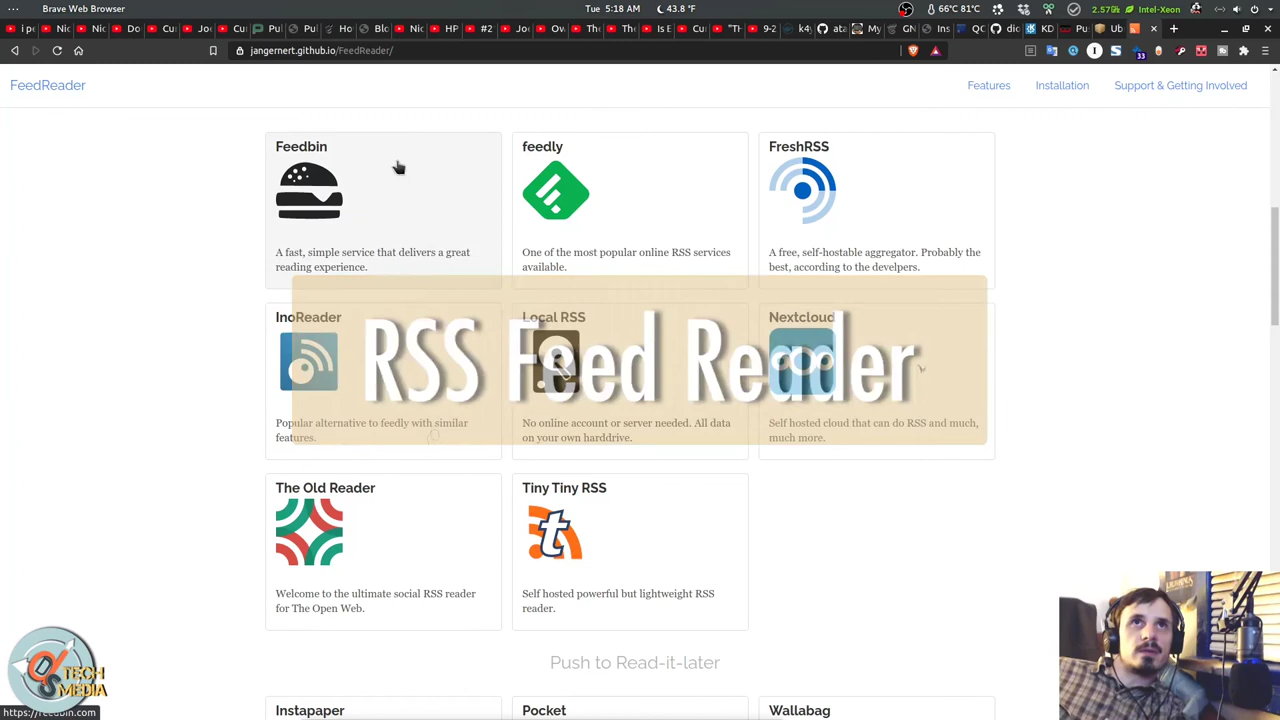 Brave Web Browser
Tue, 5:18 AM
43.8 °F
66°C 81°C
2.57k
Intel-Xeon
jangernert.github.io/FeedReader/
33
FeedReader
Features
Installation
Support & Getting Involved
Feedbin
feedly
FreshRSS
A fast, simple service that delivers a great
reading experience.
One of the most popular online RSS services
available.
A free, self-hostable aggregator. Probably the
best, according to the develpers.
InoReader
Local RSS
Nextcloud
RSS Feed Reader
Popular alternative to feedly with similar
features.
No online account or server needed. All data
on your own harddrive.
Self hosted cloud that can do RSS and much,
much more.
The Old Reader
Tiny Tiny RSS
Welcome to the ultimate social RSS reader
for The Open Web.
Self hosted powerful but lightweight RSS
reader.
Push to Read-it-later
Instapaper
Pocket
Wallabag
TECH
MEDIA
https://feedbin.com